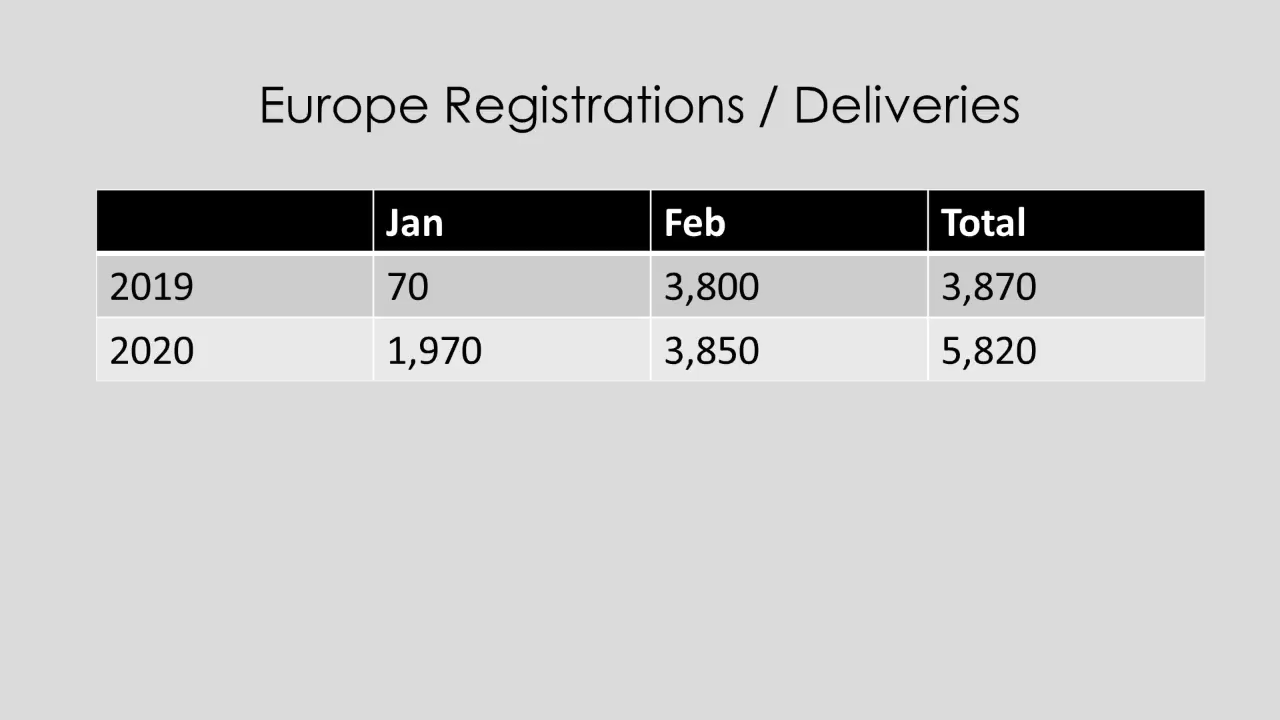 Europe Registrations / Deliveries
Jan Feb Total
2019 70 3,800 3,870
2020 1,970 3,850 5,820